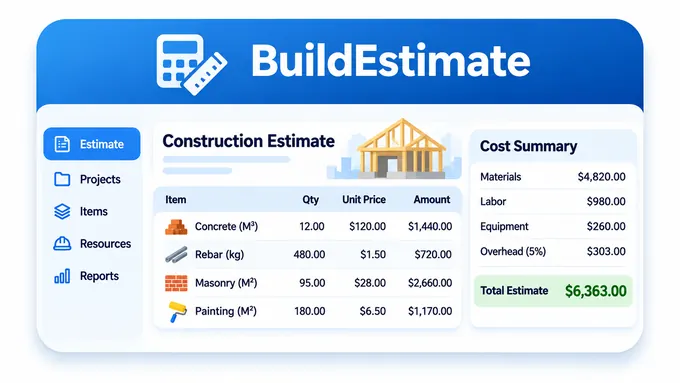 BuildEstimate
Estimate
Projects
Items
Resources
Reports
Construction Estimate
Item Qty Unit Price Amount
Concrete (M³) 12.00 $120.00 $1,440.00
Rebar (kg) 480.00 $1.50 $720.00
Masonry (M²) 95.00 $28.00 $2,660.00
Painting (M²) 180.00 $6.50 $1,170.00
Cost Summary
Materials $4,820.00
Labor $980.00
Equipment $260.00
Overhead (5%) $303.00
Total Estimate $6,363.00